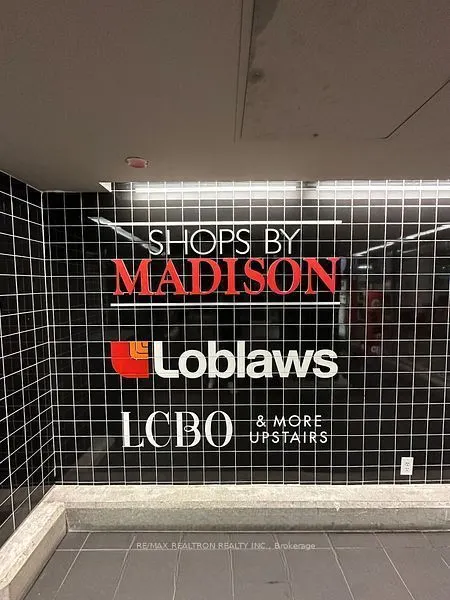 SHOPS BY
MADISON
Loblaws
LCBO
& MORE
UPSTAIRS
RE/MAX REALTRON REALTY INC., Brokerage